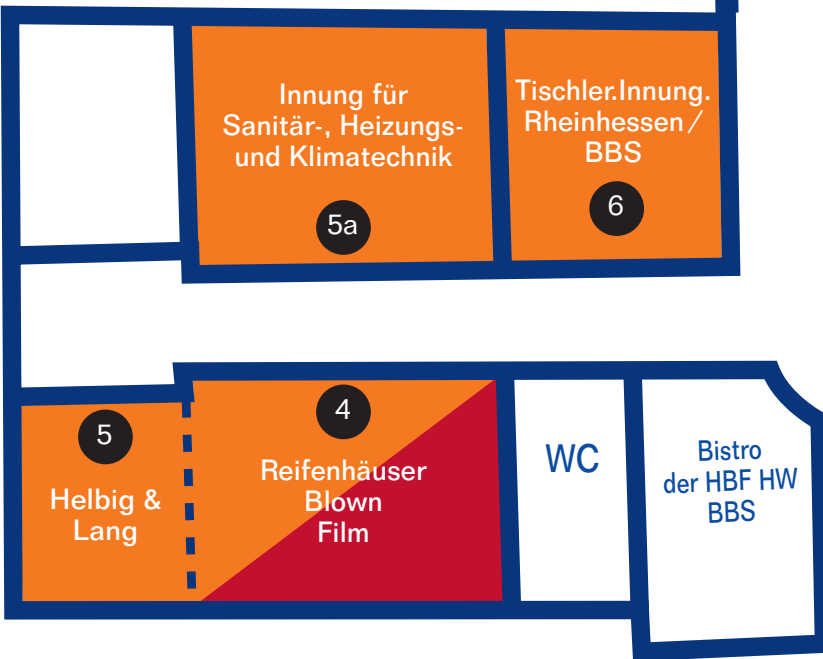 Innung für
Sanitär-, Heizungs-
und Klimatechnik
5a
Tischler.Innung.
Rheinhessen /
BBS
6
5
Helbig &
Lang
4
Reifenhäuser
Blown
Film
WC
Bistro
der HBF HW
BBS